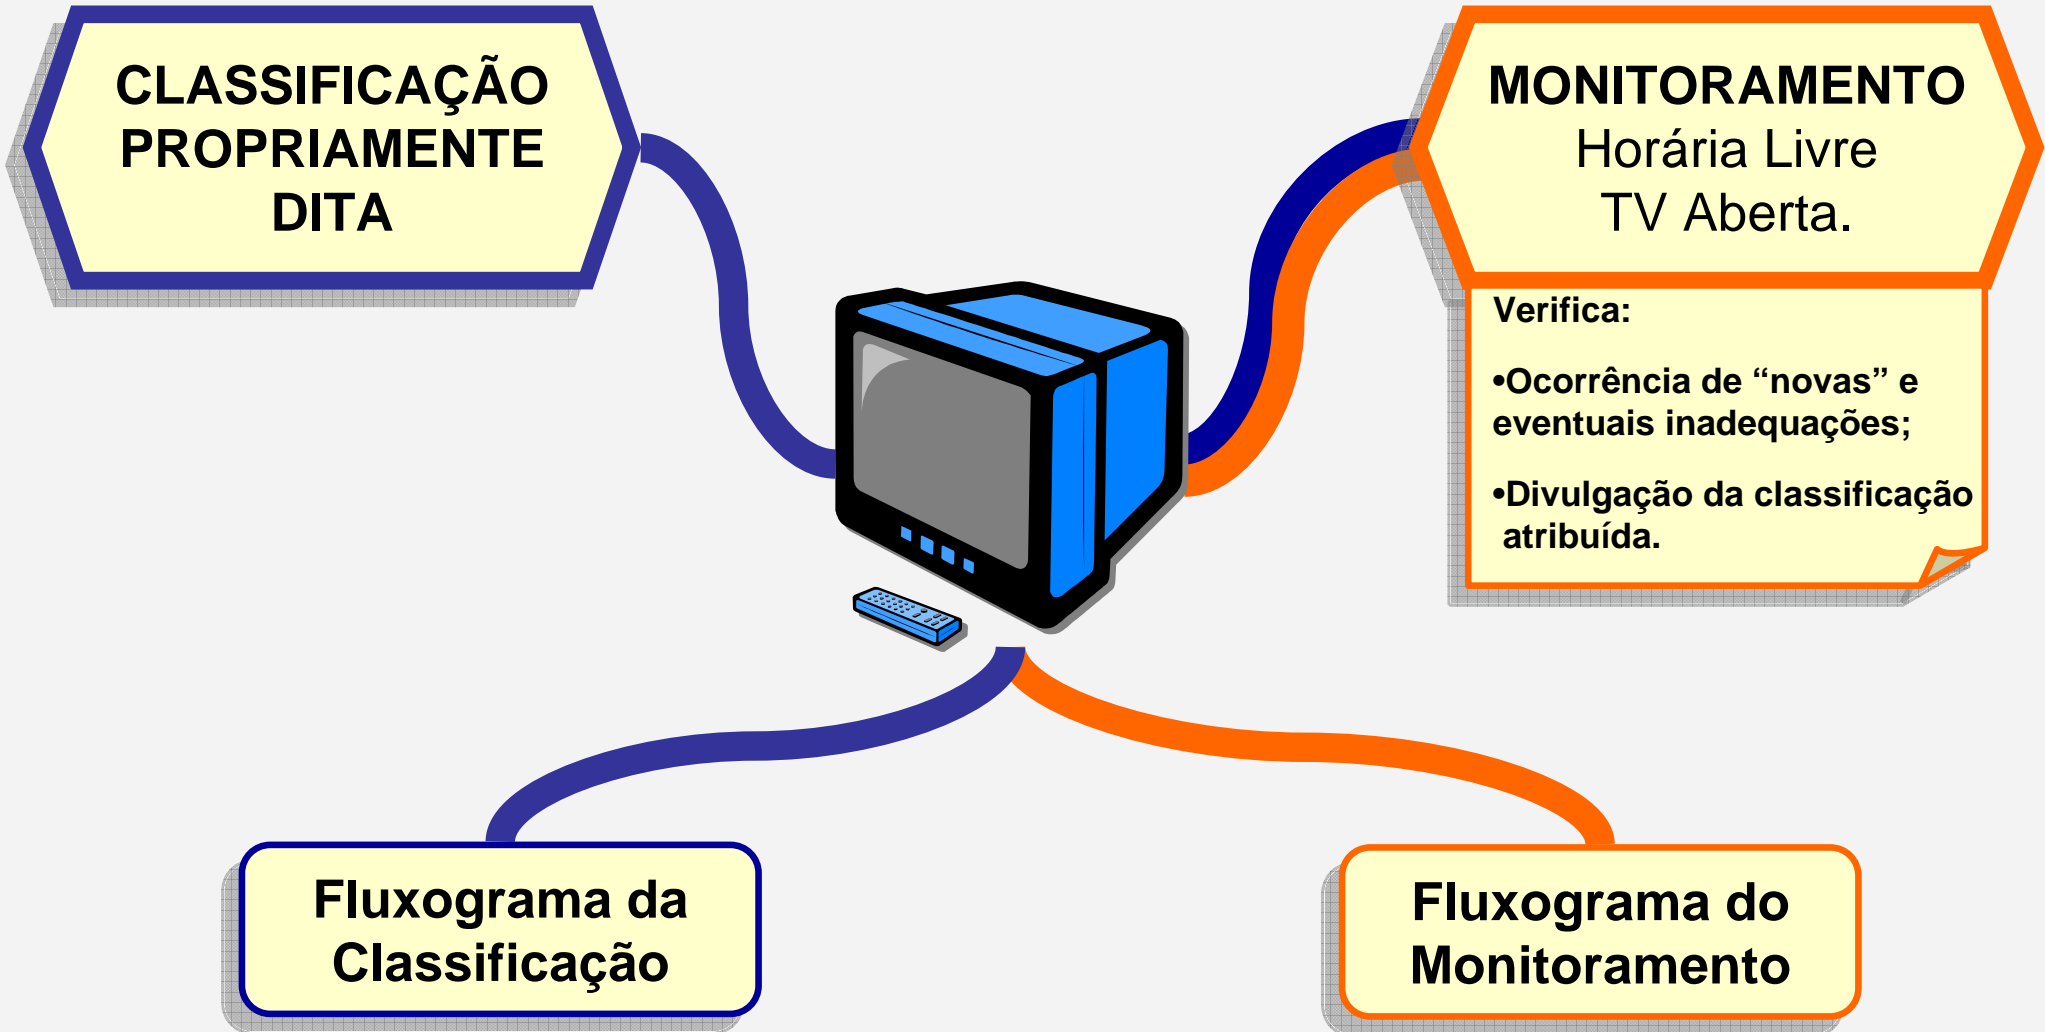 CLASSIFICAÇÃO
PROPRIAMENTE
DITA
MONITORAMENTO
Horária Livre
TV Aberta.
Verifica:
•Ocorrência de “novas” e
eventuais inadequações;
•Divulgação da classificação
atribuída.
Fluxograma da
Classificação
Fluxograma do
Monitoramento